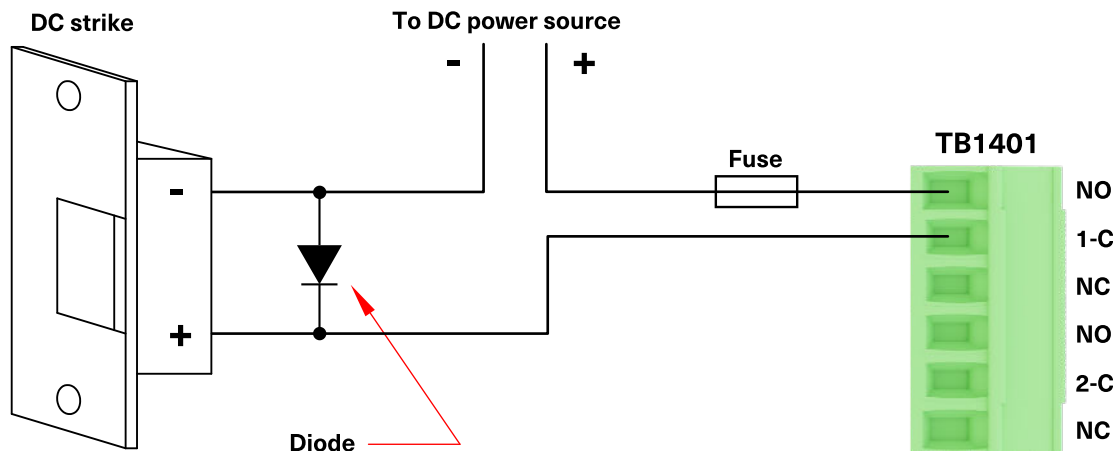 DC strike
To DC power source
- +
TB1401
Fuse
NO
-
1-C
NC
+
NO
2-C
NC
Diode